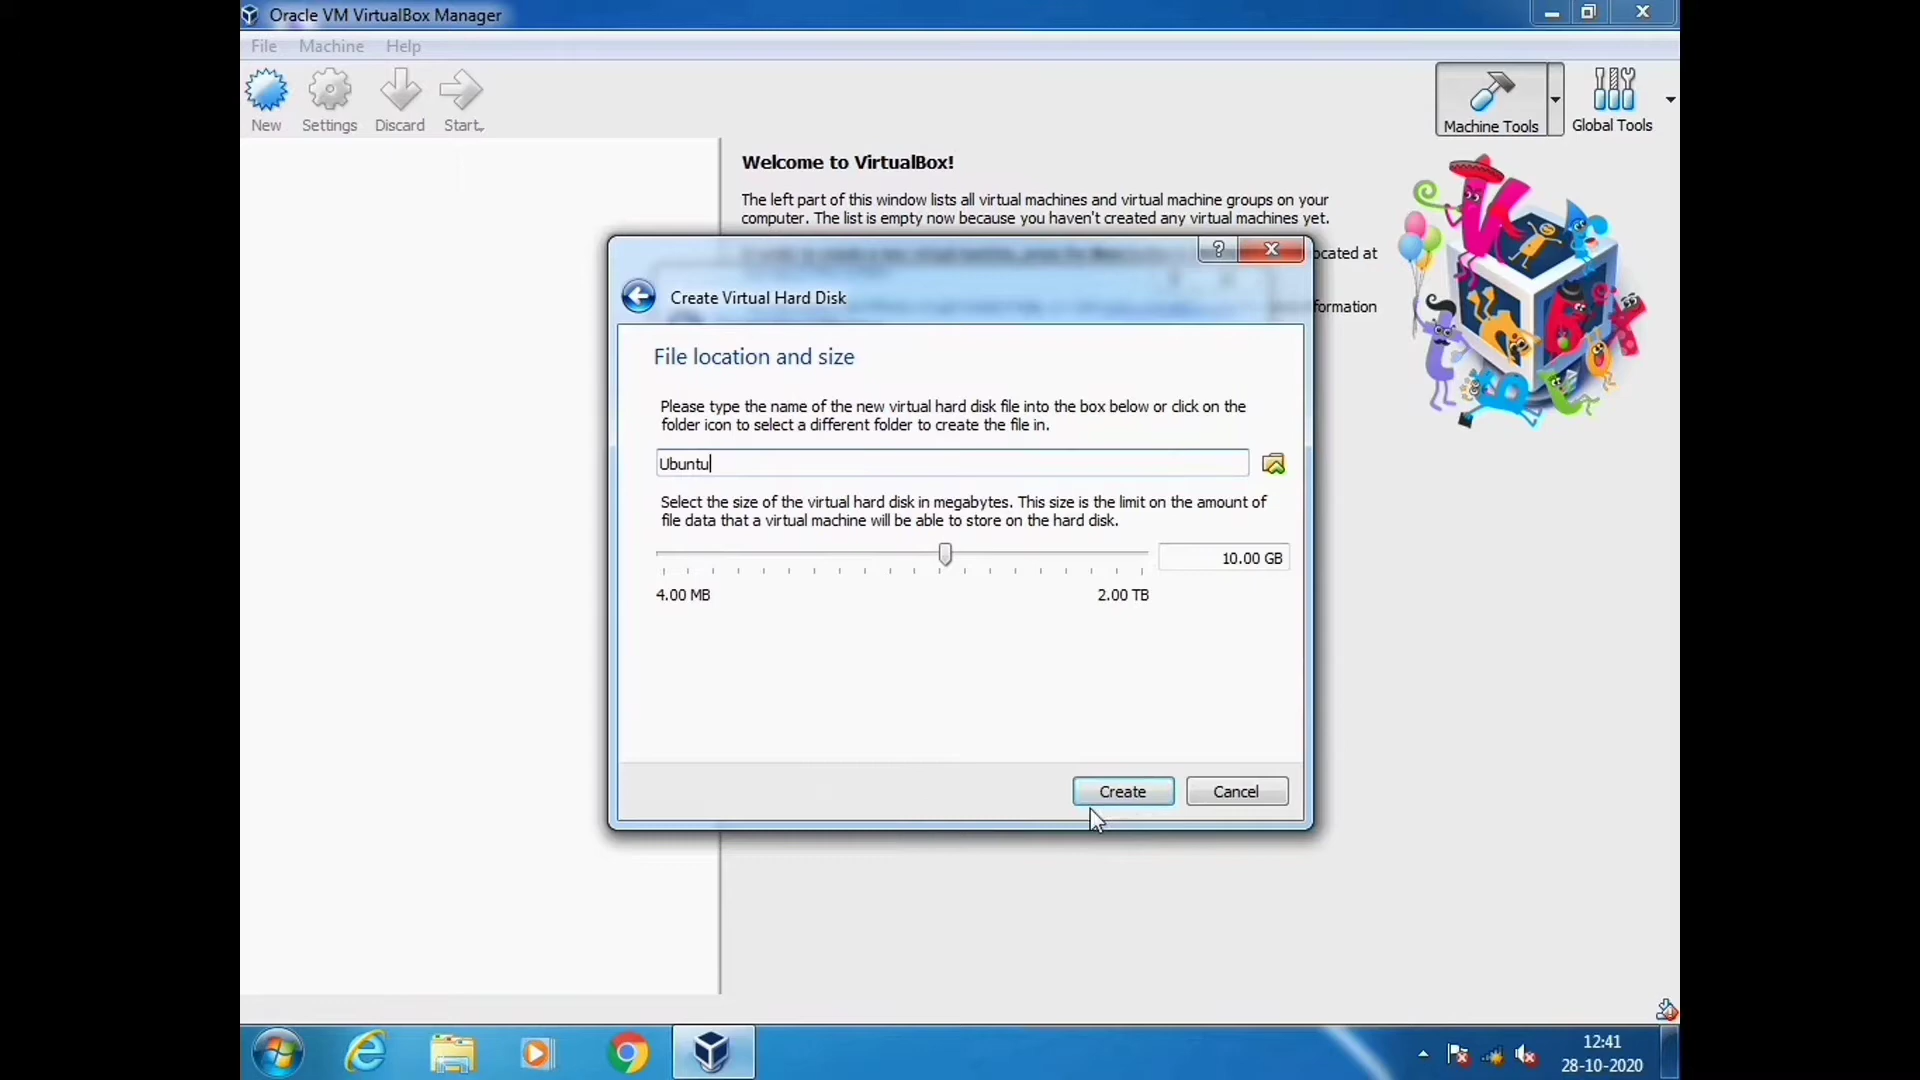 Oracle VM VirtualBox Manager
File Machine Help
New Settings Discard Start
Machine Tools Global Tools
Welcome to VirtualBox!
The left part of this window lists all virtual machines and virtual machine groups on your
computer. The list is empty now because you haven't created any virtual machines yet.
ocated at
formation
Create Virtual Hard Disk
File location and size
Please type the name of the new virtual hard disk file into the box below or click on the
folder icon to select a different folder to create the file in.
Ubuntu
Select the size of the virtual hard disk in megabytes. This size is the limit on the amount of
file data that a virtual machine will be able to store on the hard disk.
10.00 GB
4.00 MB 2.00 TB
Create Cancel
12:41
28-10-2020